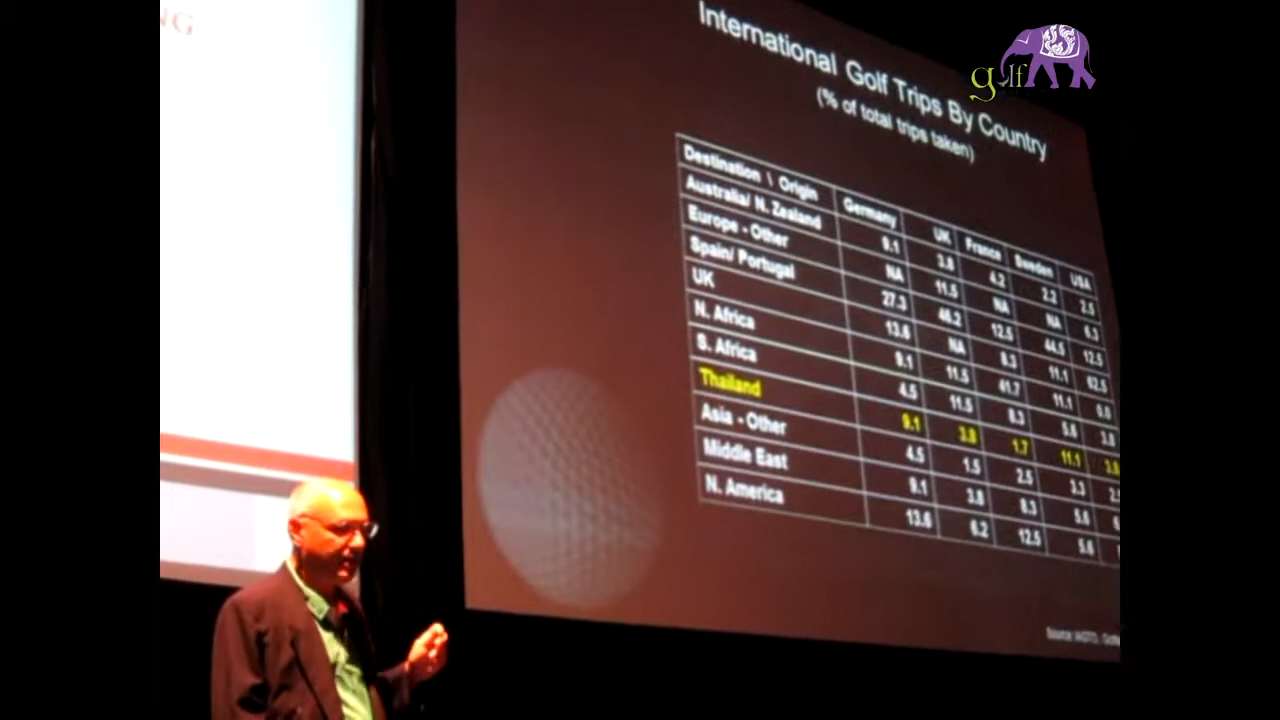 NG
golf
International Golf Trips By Country
(% of total trips taken)
Destination \ Origin Germany UK France Sweden USA
Australia/ N. Zealand 9.1 3.8 4.2 2.2 2.5
Europe - Other NA 11.5 NA NA 6.3
Spain/ Portugal 27.3 46.2 12.5 44.5 12.5
UK 13.6 NA 8.3 11.1 62.5
N. Africa 9.1 11.5 41.7 11.1 0.0
S. Africa 4.5 11.5 8.3 5.6 3.8
Thailand 9.1 3.8 1.7 11.1 3.8
Asia - Other 4.5 1.5 2.5 3.3
Middle East 9.1 3.8 8.3 5.6
N. America 13.6 6.2 12.5 5.6
Source: IAGTO,